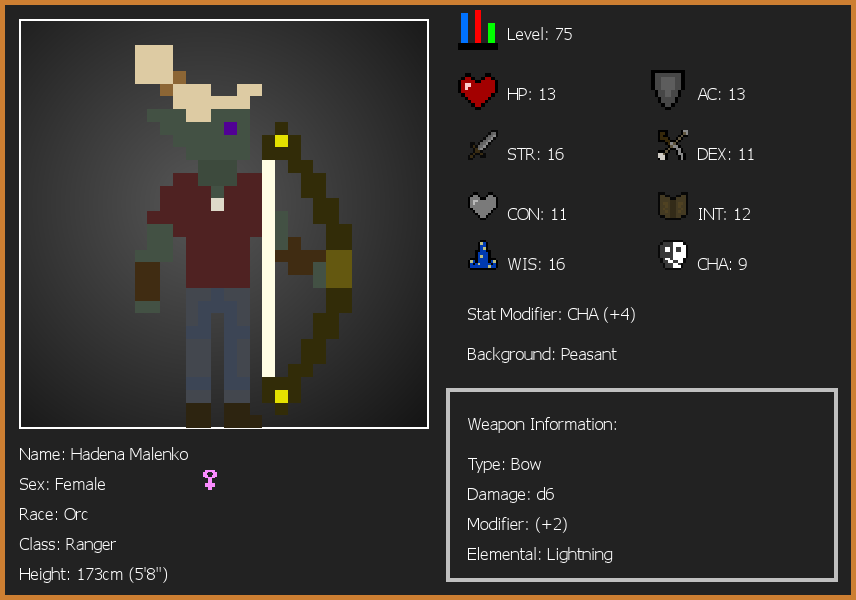 Level: 75
HP: 13
AC: 13
STR: 16
DEX: 11
CON: 11
INT: 12
WIS: 16
CHA: 9
Stat Modifier: CHA (+4)
Background: Peasant
Weapon Information:
Type: Bow
Damage: d6
Modifier: (+2)
Elemental: Lightning
Name: Hadena Malenko
Sex: Female
Race: Orc
Class: Ranger
Height: 173cm (5'8")